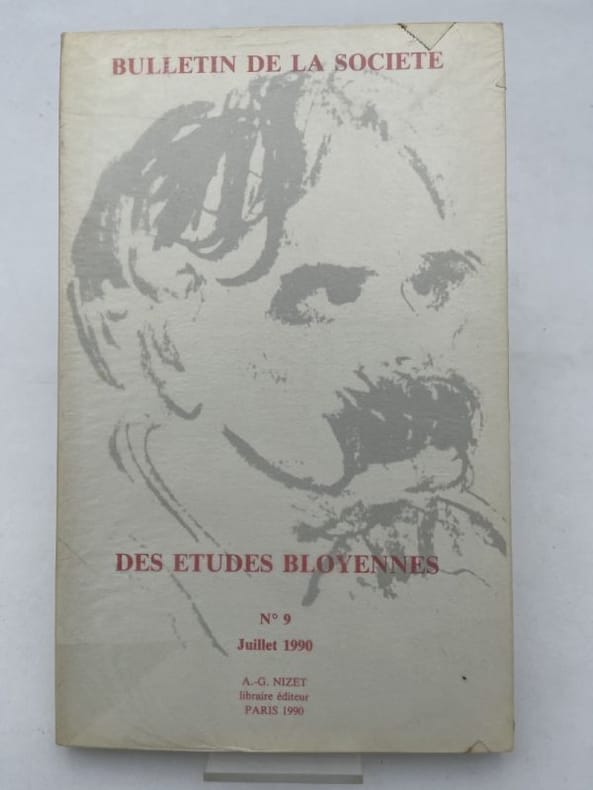 BULLETIN DE LA SOCIETE
DES ETUDES BLOYENNES
N° 9
Juillet 1990
A.-G. NIZET
libraire éditeur
PARIS 1990